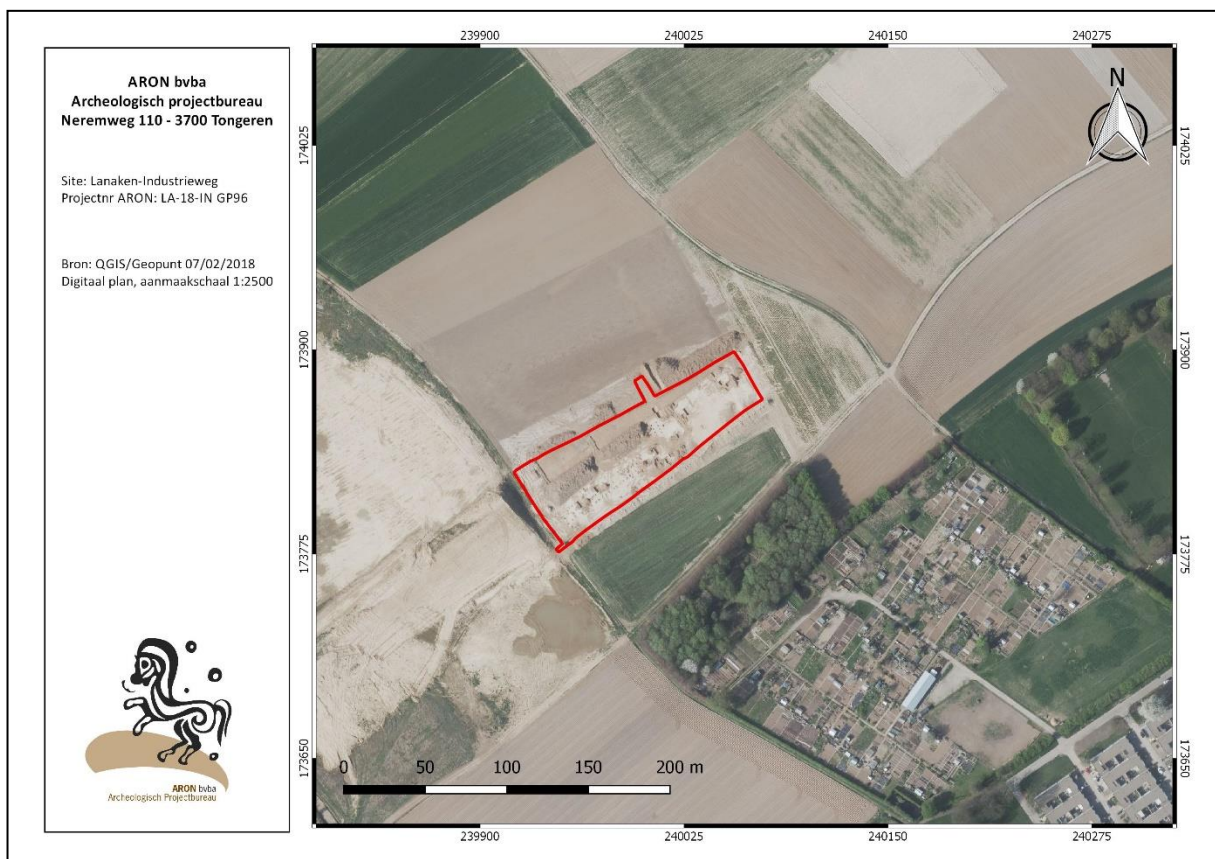 ARON bvba
Archeologisch projectbureau
Neremweg 110 - 3700 Tongeren
Site: Lanaken-Industrieweg
Projectnr ARON: LA-18-IN GP96
Bron: QGIS/Geopunt 07/02/2018
Digitaal plan, aanmaakschaal 1:2500
ARON bvba
Archeologisch Projectbureau
239900 240025 240150 240275
N
174025 174025
173900 173900
173775 173775
173650 173650
0 50 100 150 200 m
239900 240025 240150 240275